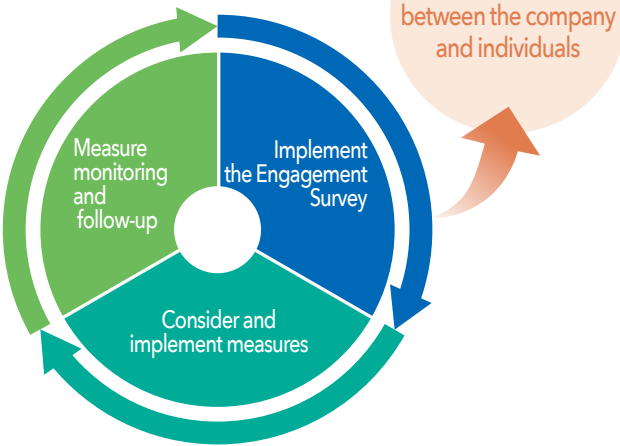 between the company
and individuals
Measure
monitoring
and
follow-up
Implement
the Engagement
Survey
Consider and
implement measures